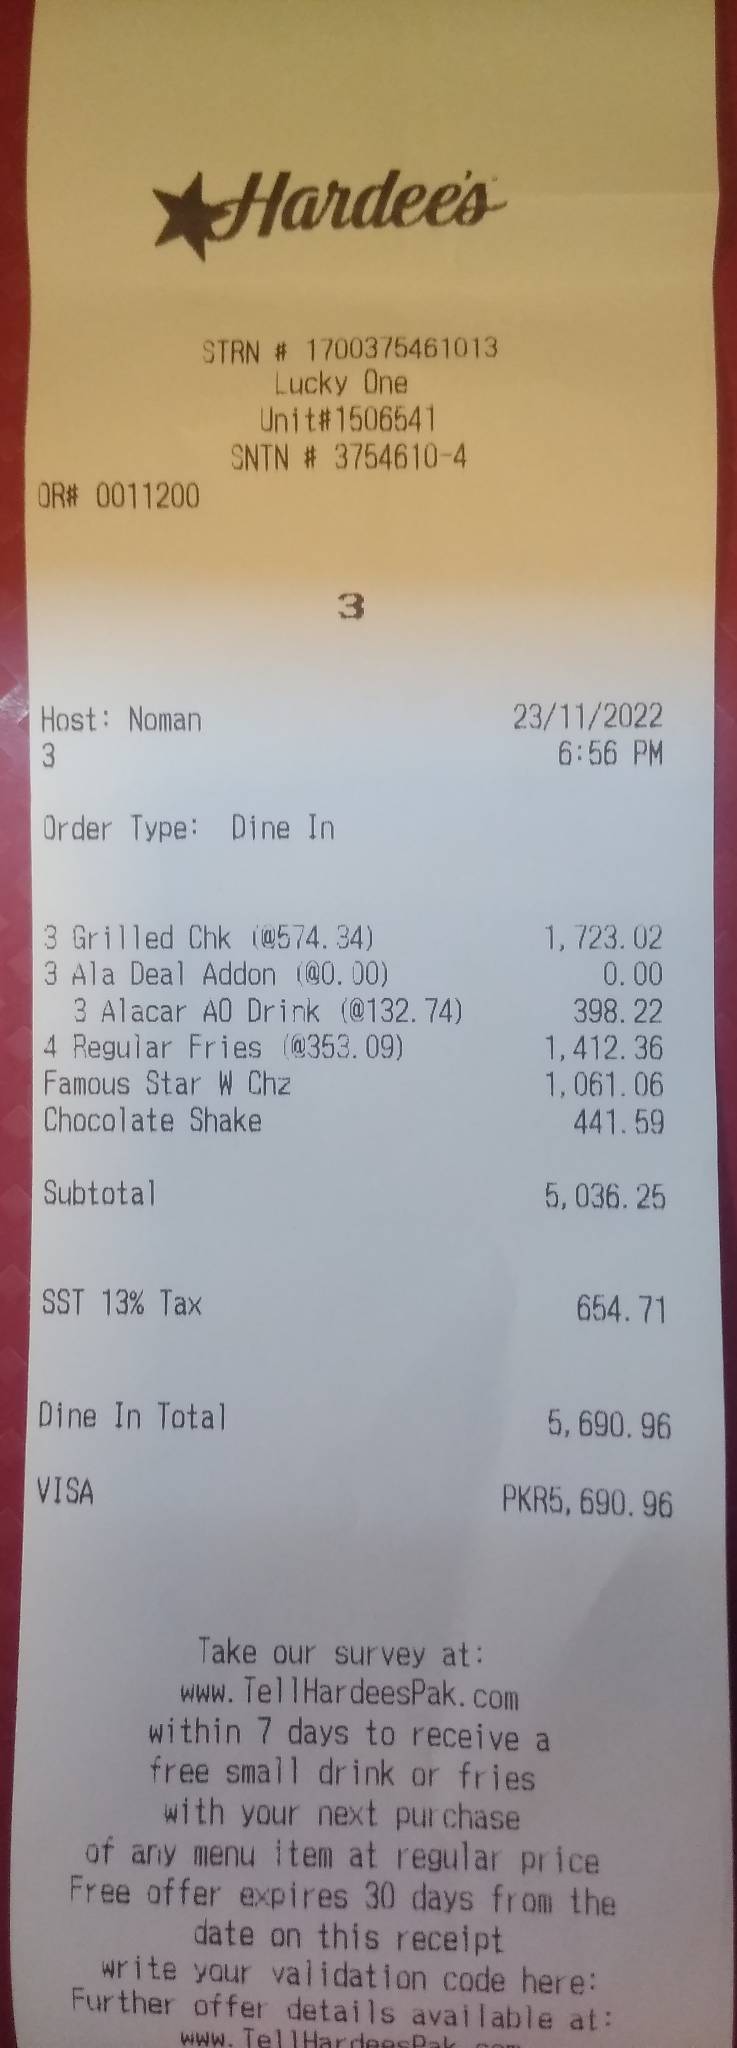 Hardee's
STRN # 1700375461013
Lucky One
Unit#1506541
SNTN # 3754610-4
OR# 0011200
3
Host: Noman 23/11/2022
3 6:56 PM
Order Type: Dine In
3 Grilled Chk (@574.34) 1,723.02
3 Ala Deal Addon (@0.00) 0.00
3 Alacar AO Drink (@132.74) 398.22
4 Regular Fries (@353.09) 1,412.36
Famous Star W Chz 1,061.06
Chocolate Shake 441.59
Subtotal 5,036.25
SST 13% Tax 654.71
Dine In Total 5,690.96
VISA PKR5,690.96
Take our survey at:
www.TellHardeesPak.com
within 7 days to receive a
free small drink or fries
with your next purchase
of any menu item at regular price
Free offer expires 30 days from the
date on this receipt
write your validation code here:
Further offer details available at:
www.TellHardeesPak.com